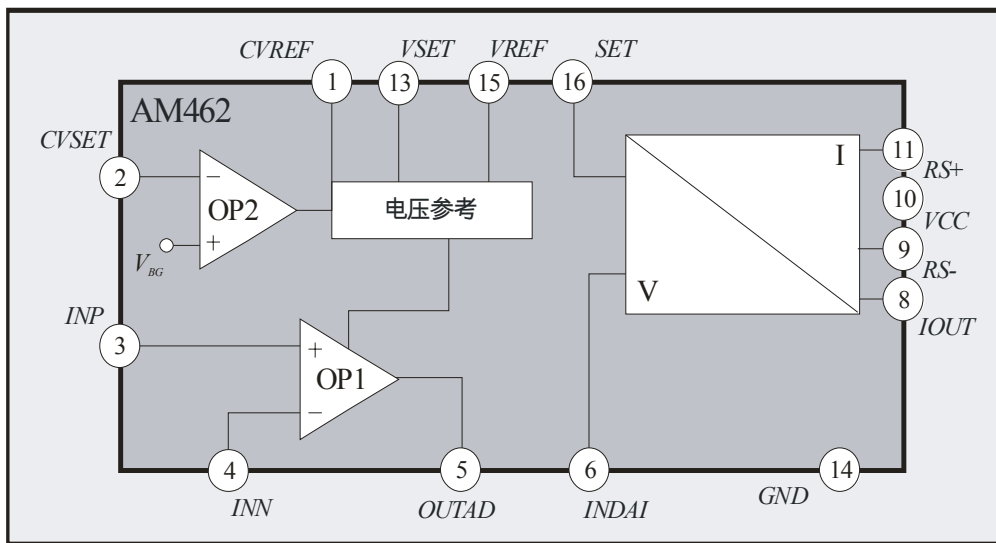 CVREF VSET VREF SET
1 13 15 16
AM462
CVSET
2
−
OP2
+
V_BG
电压参考
I
V
11
RS+
10
VCC
9
RS-
8
IOUT
INP
3
+
OP1
−
4 5 6 14
INN OUTAD INDAI GND